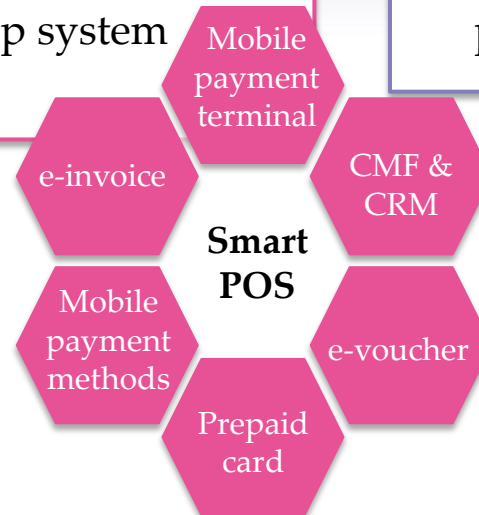 p system
Mobile
payment
terminal
e-invoice
CMF &
CRM
Smart
POS
Mobile
payment
methods
e-voucher
Prepaid
card